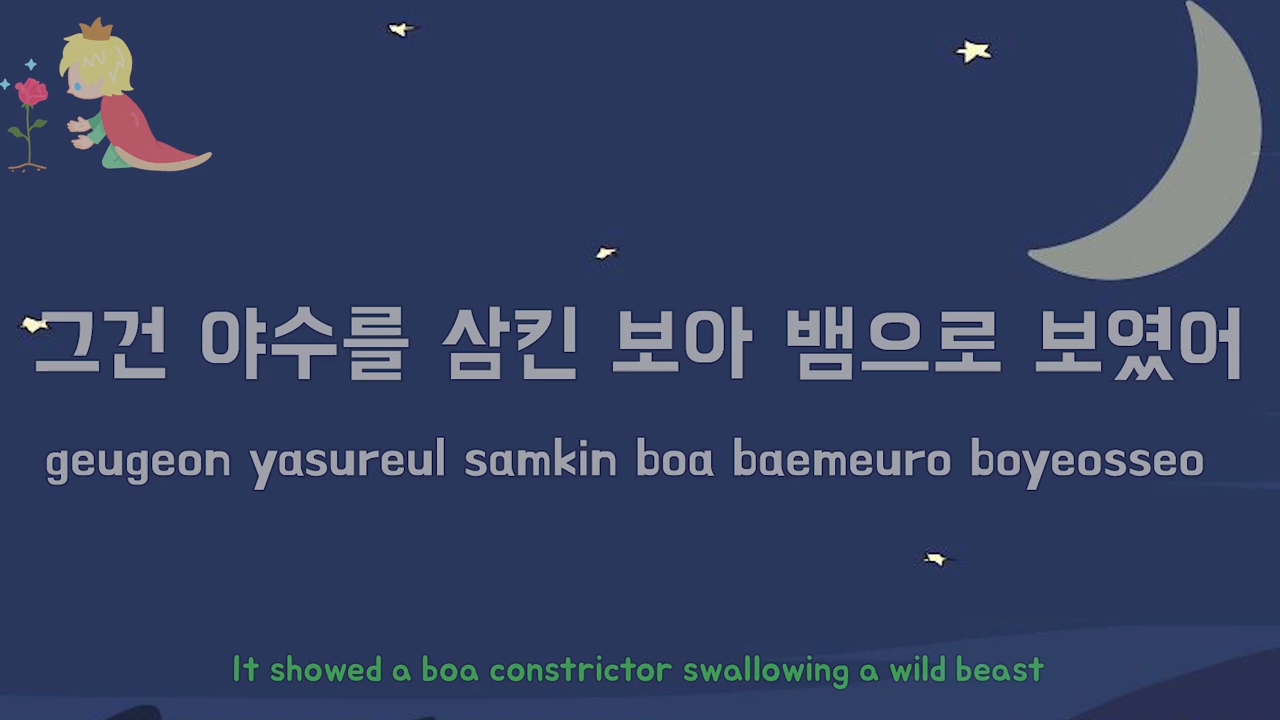 그건 야수를 삼킨 보아 뱀으로 보였어
geugeon yasureul samkin boa baemeuro boyeosseo
It showed a boa constrictor swallowing a wild beast